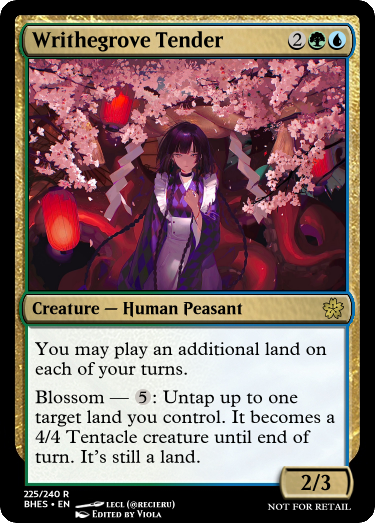 Writhegrove Tender 2
Creature — Human Peasant
You may play an additional land on
each of your turns.
Blossom — 5: Untap up to one
target land you control. It becomes a
4/4 Tentacle creature until end of
turn. It's still a land.
2/3
225/240 R
BHES • EN LECL (@RECIERU)
Edited by Viola
NOT FOR RETAIL